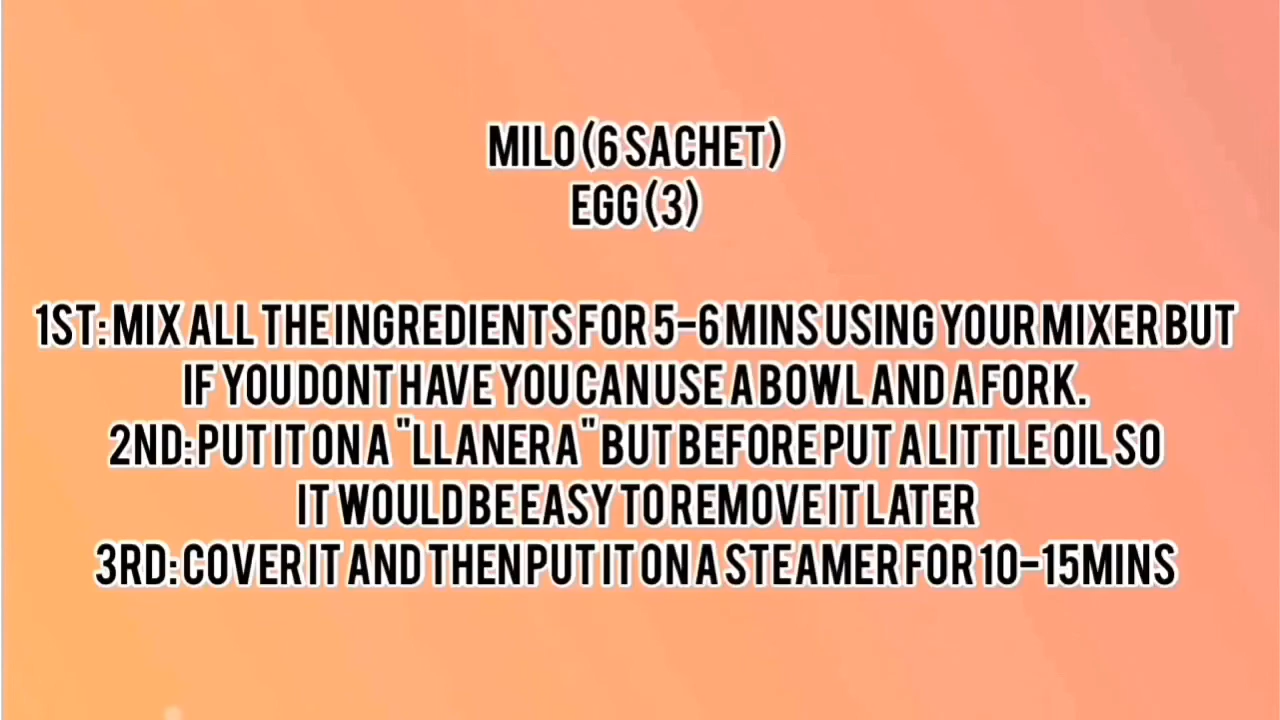 MILO (6 SACHET)
EGG (3)
1ST: MIX ALL THE INGREDIENTS FOR 5-6 MINS USING YOUR MIXER BUT
IF YOU DONT HAVE YOU CAN USE A BOWL AND A FORK.
2ND: PUT IT ON A "LLANERA" BUT BEFORE PUT A LITTLE OIL SO
IT WOULD BE EASY TO REMOVE IT LATER
3RD: COVER IT AND THEN PUT IT ON A STEAMER FOR 10-15MINS